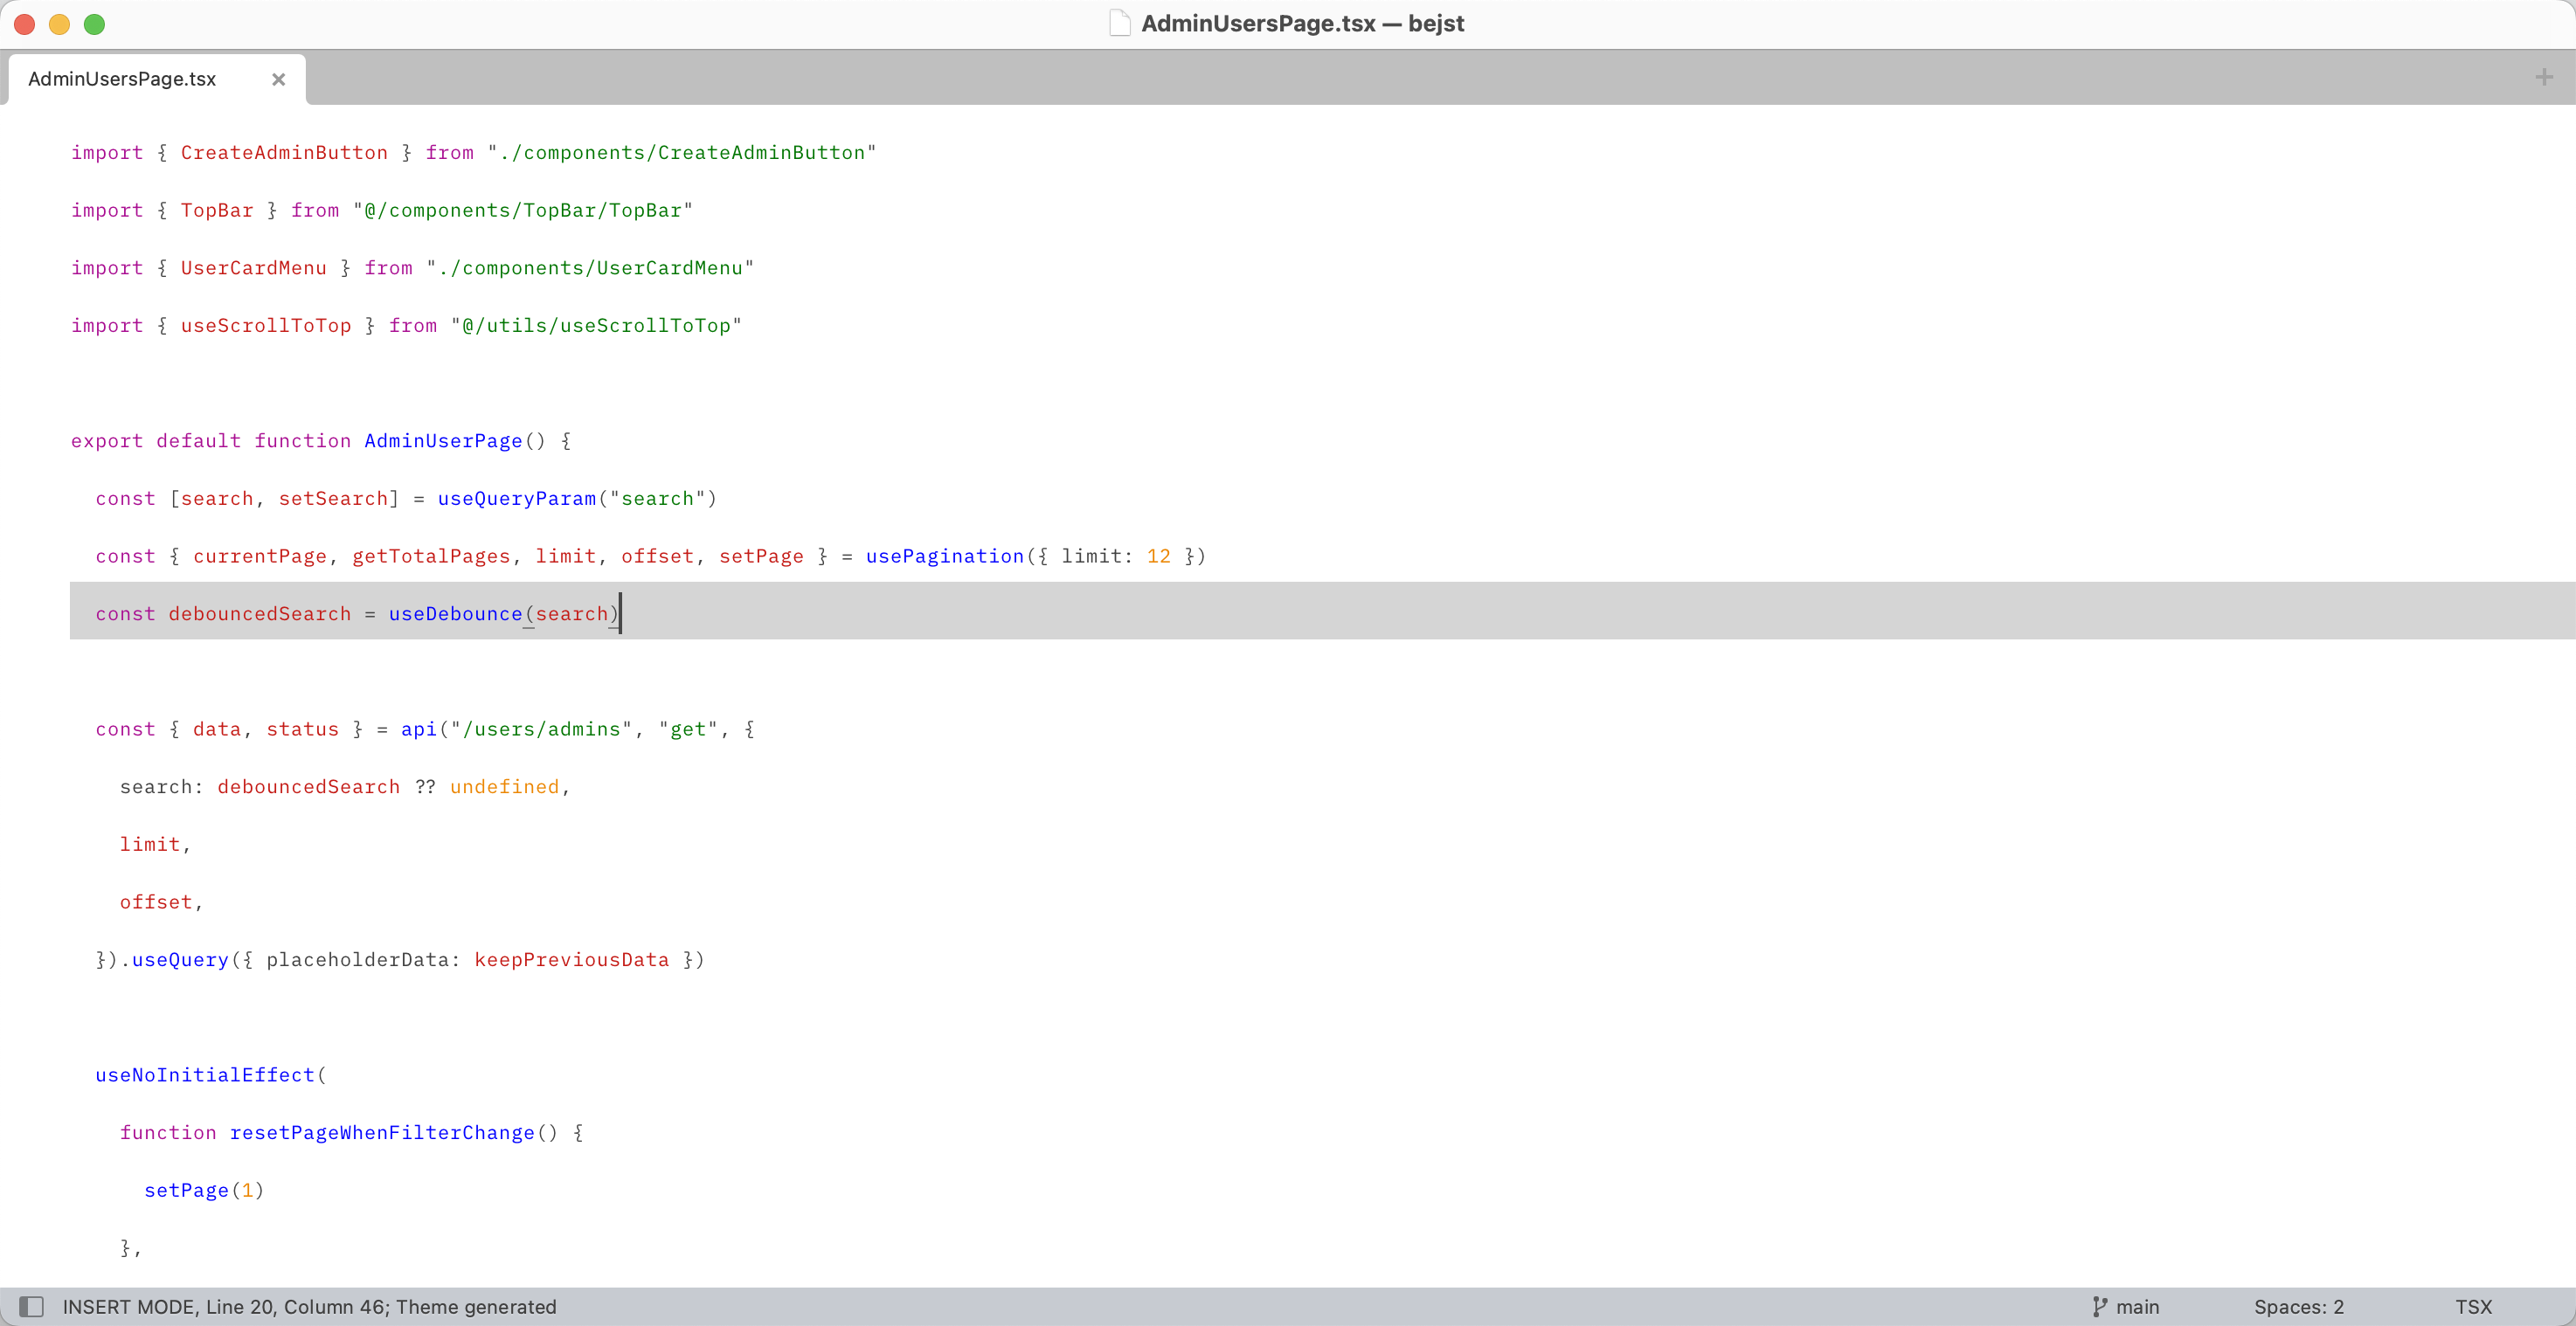 AdminUsersPage.tsx — bejst
AdminUsersPage.tsx
import { CreateAdminButton } from "./components/CreateAdminButton"
import { TopBar } from "@/components/TopBar/TopBar"
import { UserCardMenu } from "./components/UserCardMenu"
import { useScrollToTop } from "@/utils/useScrollToTop"
export default function AdminUserPage() {
  const [search, setSearch] = useQueryParam("search")
  const { currentPage, getTotalPages, limit, offset, setPage } = usePagination({ limit: 12 })
  const debouncedSearch = useDebounce(search)
  const { data, status } = api("/users/admins", "get", {
    search: debouncedSearch ?? undefined,
    limit,
    offset,
  }).useQuery({ placeholderData: keepPreviousData })
  useNoInitialEffect(
    function resetPageWhenFilterChange() {
      setPage(1)
    },
INSERT MODE, Line 20, Column 46; Theme generated
main
Spaces: 2
TSX